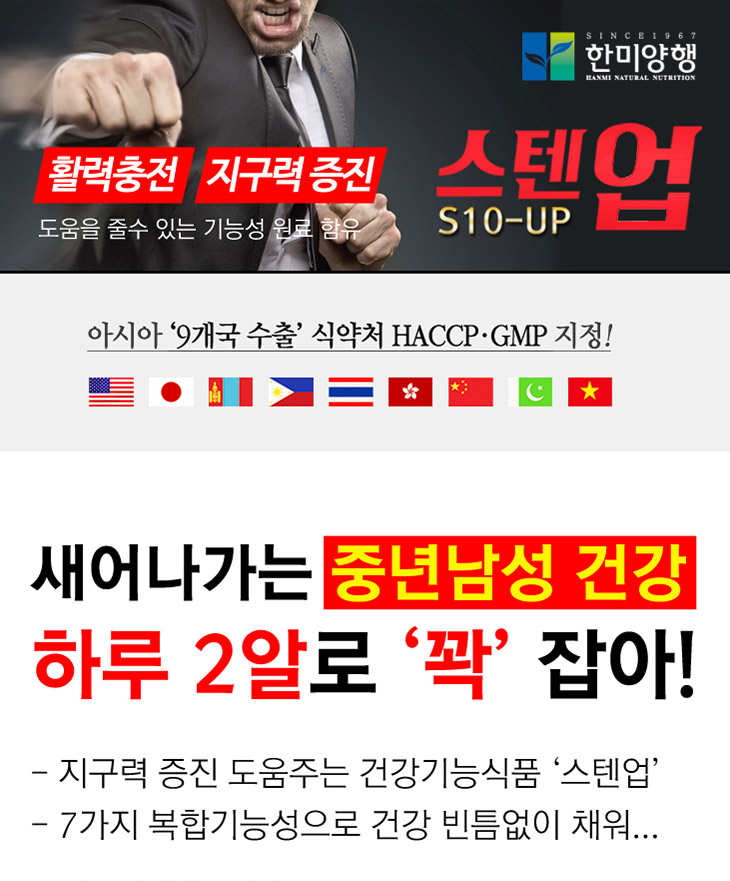 SINCE1967
한미양행
HANMI NATURAL NUTRITION
활력충전 지구력 증진
도움을 줄수 있는 기능성 원료 함유
스텐업
S10-UP
아시아 ‘9개국 수출’ 식약처 HACCP·GMP 지정!
새어나가는 중년남성 건강
하루 2알로 ‘꽉’ 잡아!
- 지구력 증진 도움주는 건강기능식품 ‘스텐업’
- 7가지 복합기능성으로 건강 빈틈없이 채워...